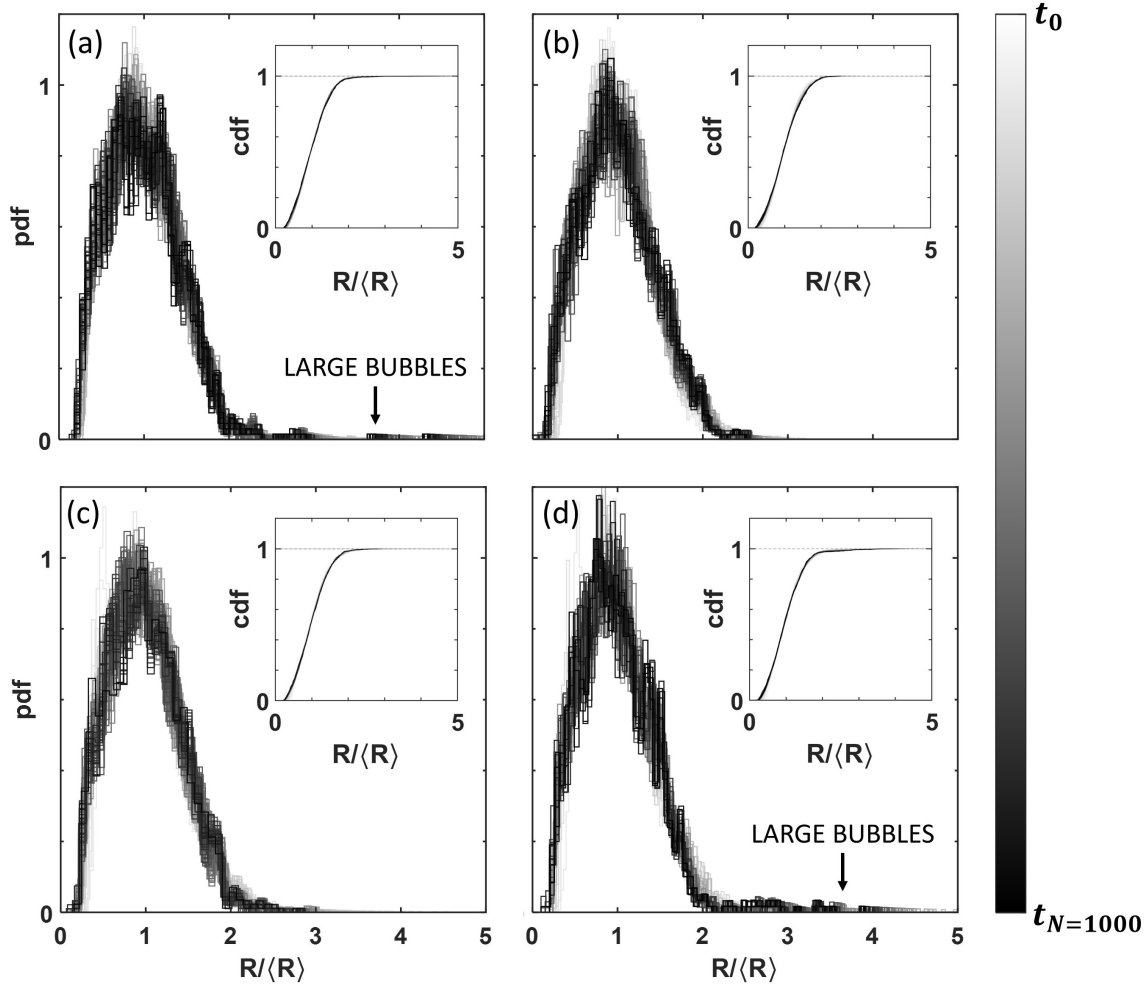 (a)
pdf
1
0
cdf
1
0
0
5
R/⟨R⟩
LARGE BUBBLES
(b)
cdf
1
0
0
5
R/⟨R⟩
t0
(c)
pdf
1
0
cdf
1
0
0
5
R/⟨R⟩
0 1 2 3 4 5
R/⟨R⟩
(d)
cdf
1
0
0
5
R/⟨R⟩
LARGE BUBBLES
0 1 2 3 4 5
R/⟨R⟩
tN=1000